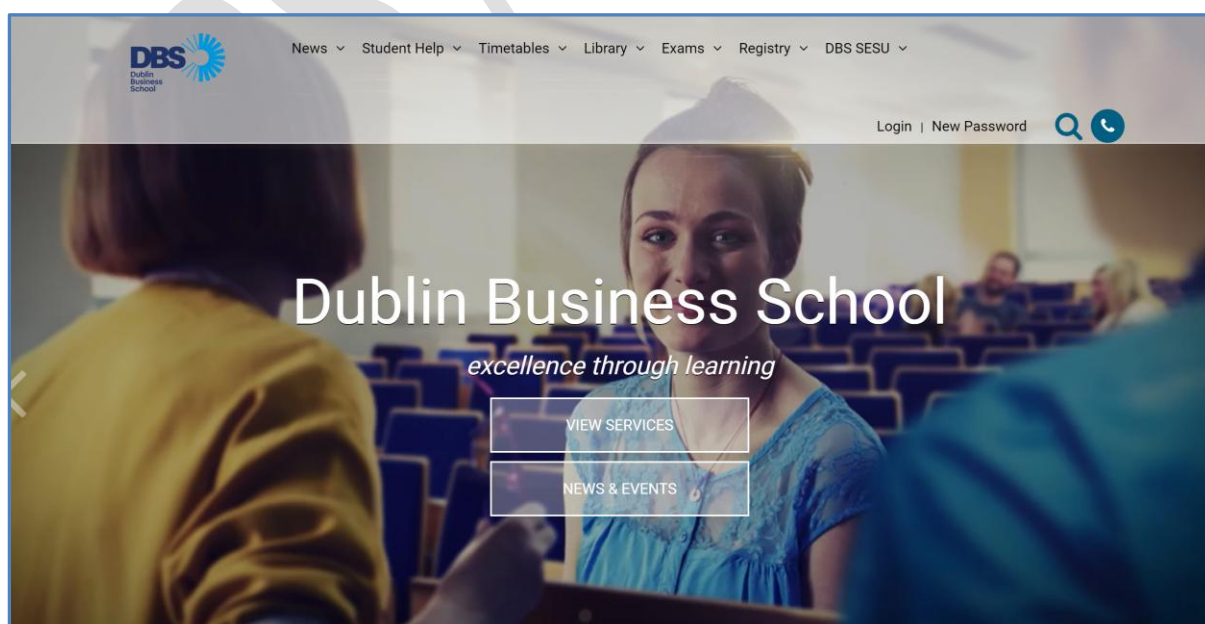 DBS
Dublin
Business
School
News Student Help Timetables Library Exams Registry DBS SESU
Login | New Password
Dublin Business School
excellence through learning
VIEW SERVICES
NEWS & EVENTS